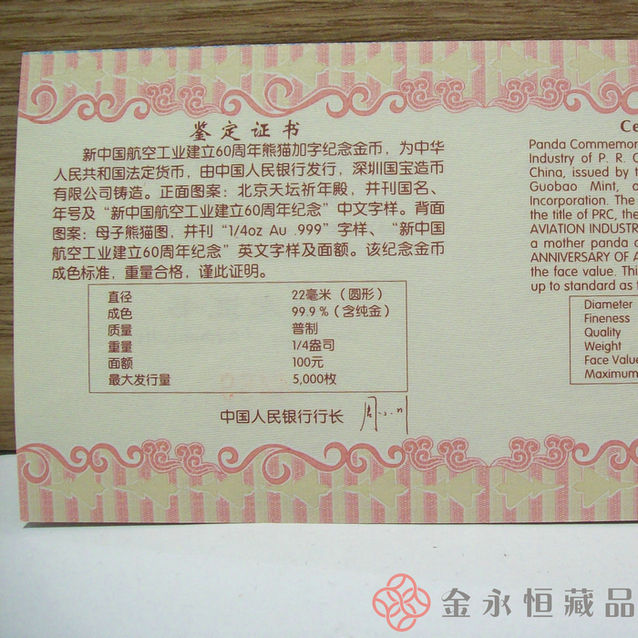 鉴定证书
新中国航空工业建立60周年熊猫加字纪念金币，为中华
人民共和国法定货币，由中国人民银行发行，深圳国宝造币
有限公司铸造。正面图案：北京天坛祈年殿，并刊国名、
年号及“新中国航空工业建立60周年纪念”中文字样。背面
图案：母子熊猫图，并刊“1/4oz Au .999”字样、“新中国
航空工业建立60周年纪念”英文字样及面额。该纪念金币
成色标准，重量合格，谨此证明。
直径 22毫米（圆形）
成色 99.9％（含纯金）
质量 普制
重量 1/4盎司
面额 100元
最大发行量 5,000枚
中国人民银行行长 周小川
Ce
Panda Commemor
Industry of P. R. C
China, issued by t
Guobao Mint, c
Incorporation. The
the title of PRC, the
AVIATION INDUSTR
a mother panda c
ANNIVERSARY OF A
the face value. This
up to standard as t
Diameter
Fineness
Quality
Weight
Face Value
Maximum
金永恒藏品